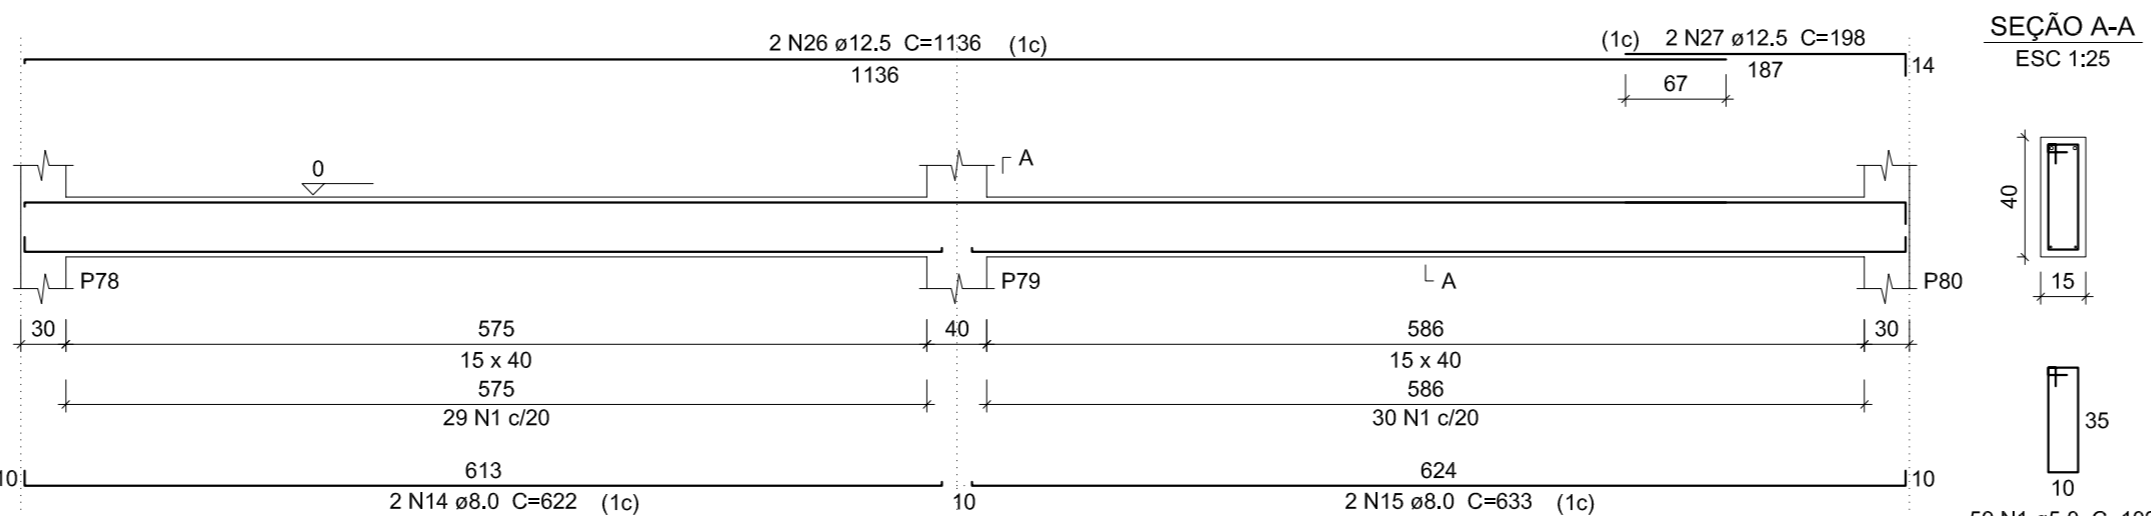 2 N26 ø12.5 C=1136 (1c)
1136
(1c) 2 N27 ø12.5 C=198
187
14
67
SEÇÃO A-A
ESC 1:25
0
A
40
15
P78
P79
A
P80
30 575 40 586 30
15 x 40 15 x 40
575 586
29 N1 c/20 30 N1 c/20
35
10
10 613 624 10
2 N14 ø8.0 C=622 (1c) 10 2 N15 ø8.0 C=633 (1c)
N1 ø5.0